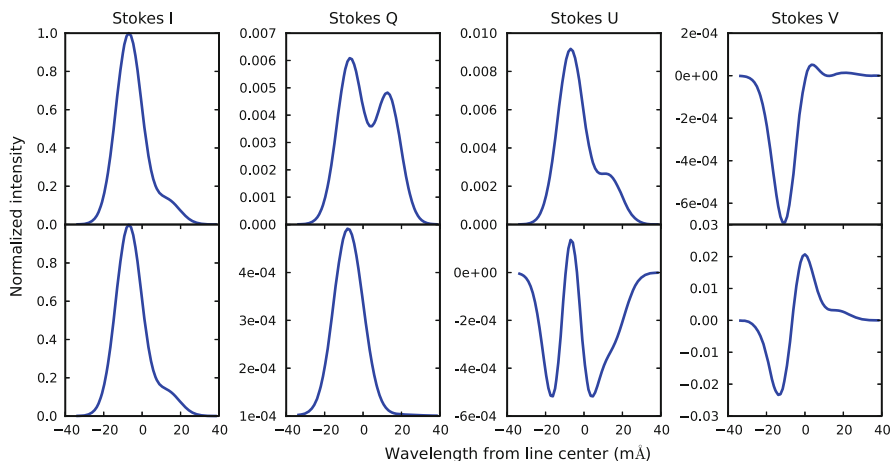 Stokes I Stokes Q Stokes U Stokes V
1.0 0.007 0.010 2e-04
0.006
0.8 0.008 0e+00
0.005
0.6 0.006
0.004 -2e-04
0.003
0.4 0.004
-4e-04
0.002
0.2 0.002
0.001 -6e-04
0.0 0.000 0.000 0.03
Normalized intensity
0.8 4e-04 0e+00 0.02
0.01
0.6 -2e-04
3e-04 0.00
0.4
-4e-04 −0.01
0.2 2e-04
−0.02
0.0 1e-04 -6e-04 −0.03
−40 −20 0 20 40 −20 0 20 40 −20 0 20 40 −40 −20 0 20 40
Wavelength from line center (mÅ)